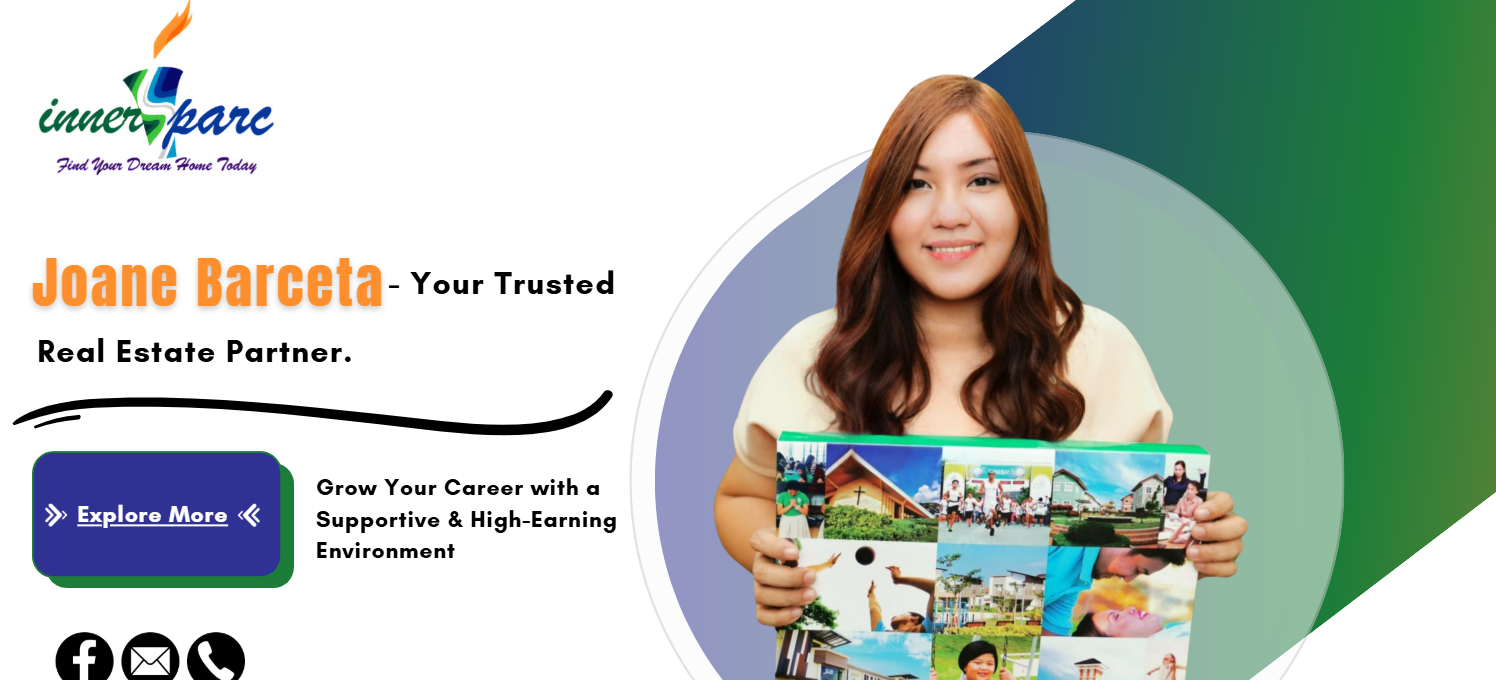 innersparc
Find Your Dream Home Today
Joane Barceta - Your Trusted
Real Estate Partner.
Explore More
Grow Your Career with a
Supportive & High-Earning
Environment